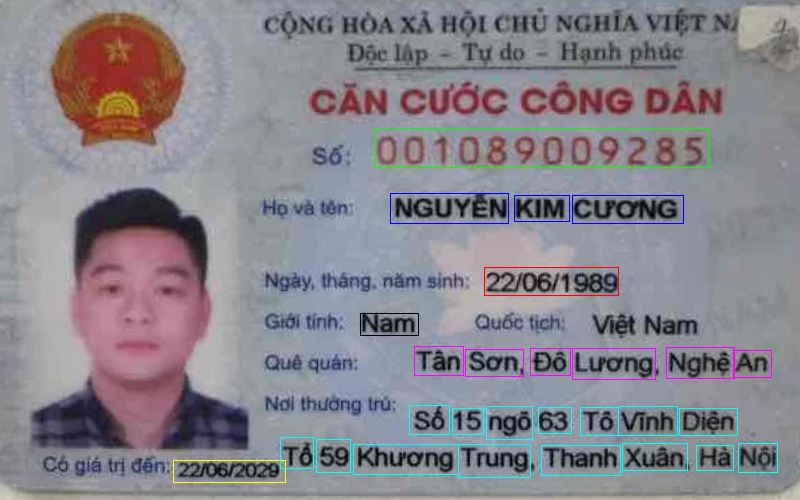 CỘNG HÒA XÃ HỘI CHỦ NGHĨA VIỆT
Độc lập - Tự do - Hạnh phúc
CĂN CƯỚC CÔNG DÂN
Số: 001089009285
Họ và tên: NGUYỄN KIM CƯƠNG
Ngày, tháng, năm sinh: 22/06/1989
Giới tính: Nam Quốc tịch: Việt Nam
Quê quán: Tân Sơn, Đô Lương, Nghệ An
Nơi thường trú: Số 15 ngõ 63 Tô Vĩnh Diện
Tổ 59 Khương Trung, Thanh Xuân, Hà Nội
Có giá trị đến: 22/06/2029